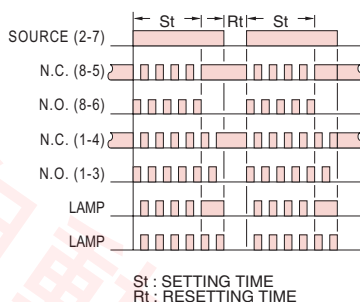 St Rt St
SOURCE (2-7)
N.C. (8-5)
N.O. (8-6)
N.C. (1-4)
N.O. (1-3)
LAMP
LAMP
St : SETTING TIME
Rt : RESETTING TIME